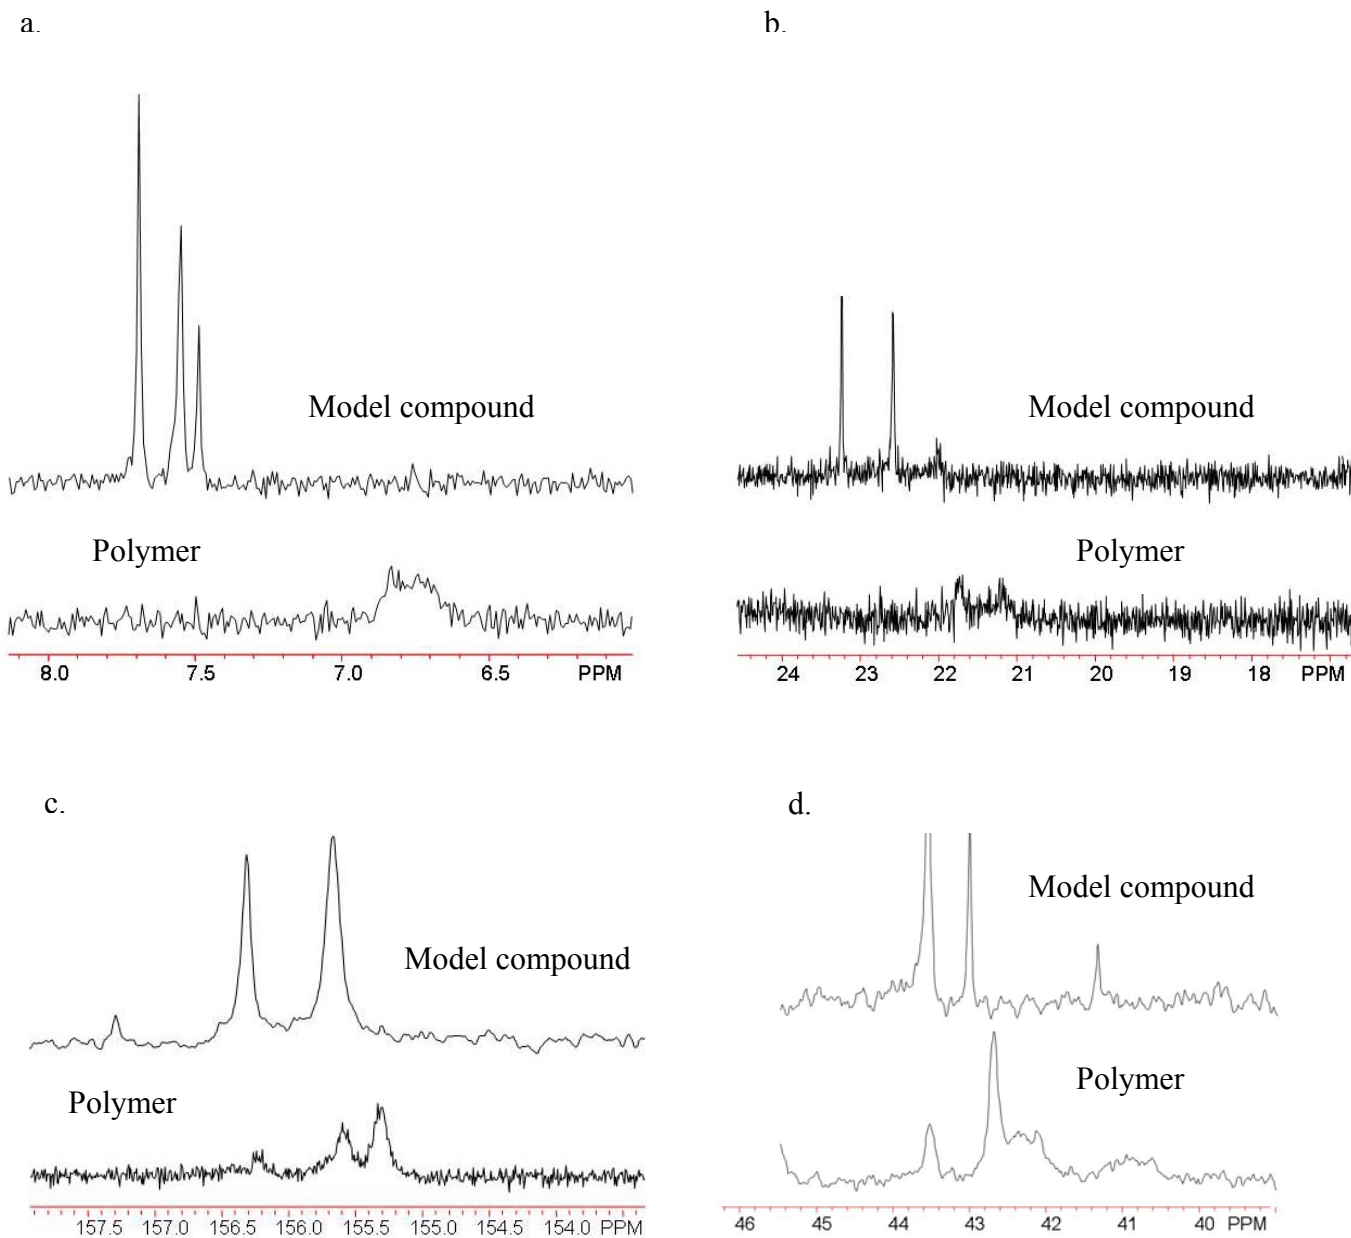 a.
b.
Model compound
Model compound
Polymer
Polymer
8.0 7.5 7.0 6.5 PPM
24 23 22 21 20 19 18 PPM
c.
d.
Model compound
Model compound
Polymer
Polymer
157.5 157.0 156.5 156.0 155.5 155.0 154.5 154.0 PPM
46 45 44 43 42 41 40 PPM